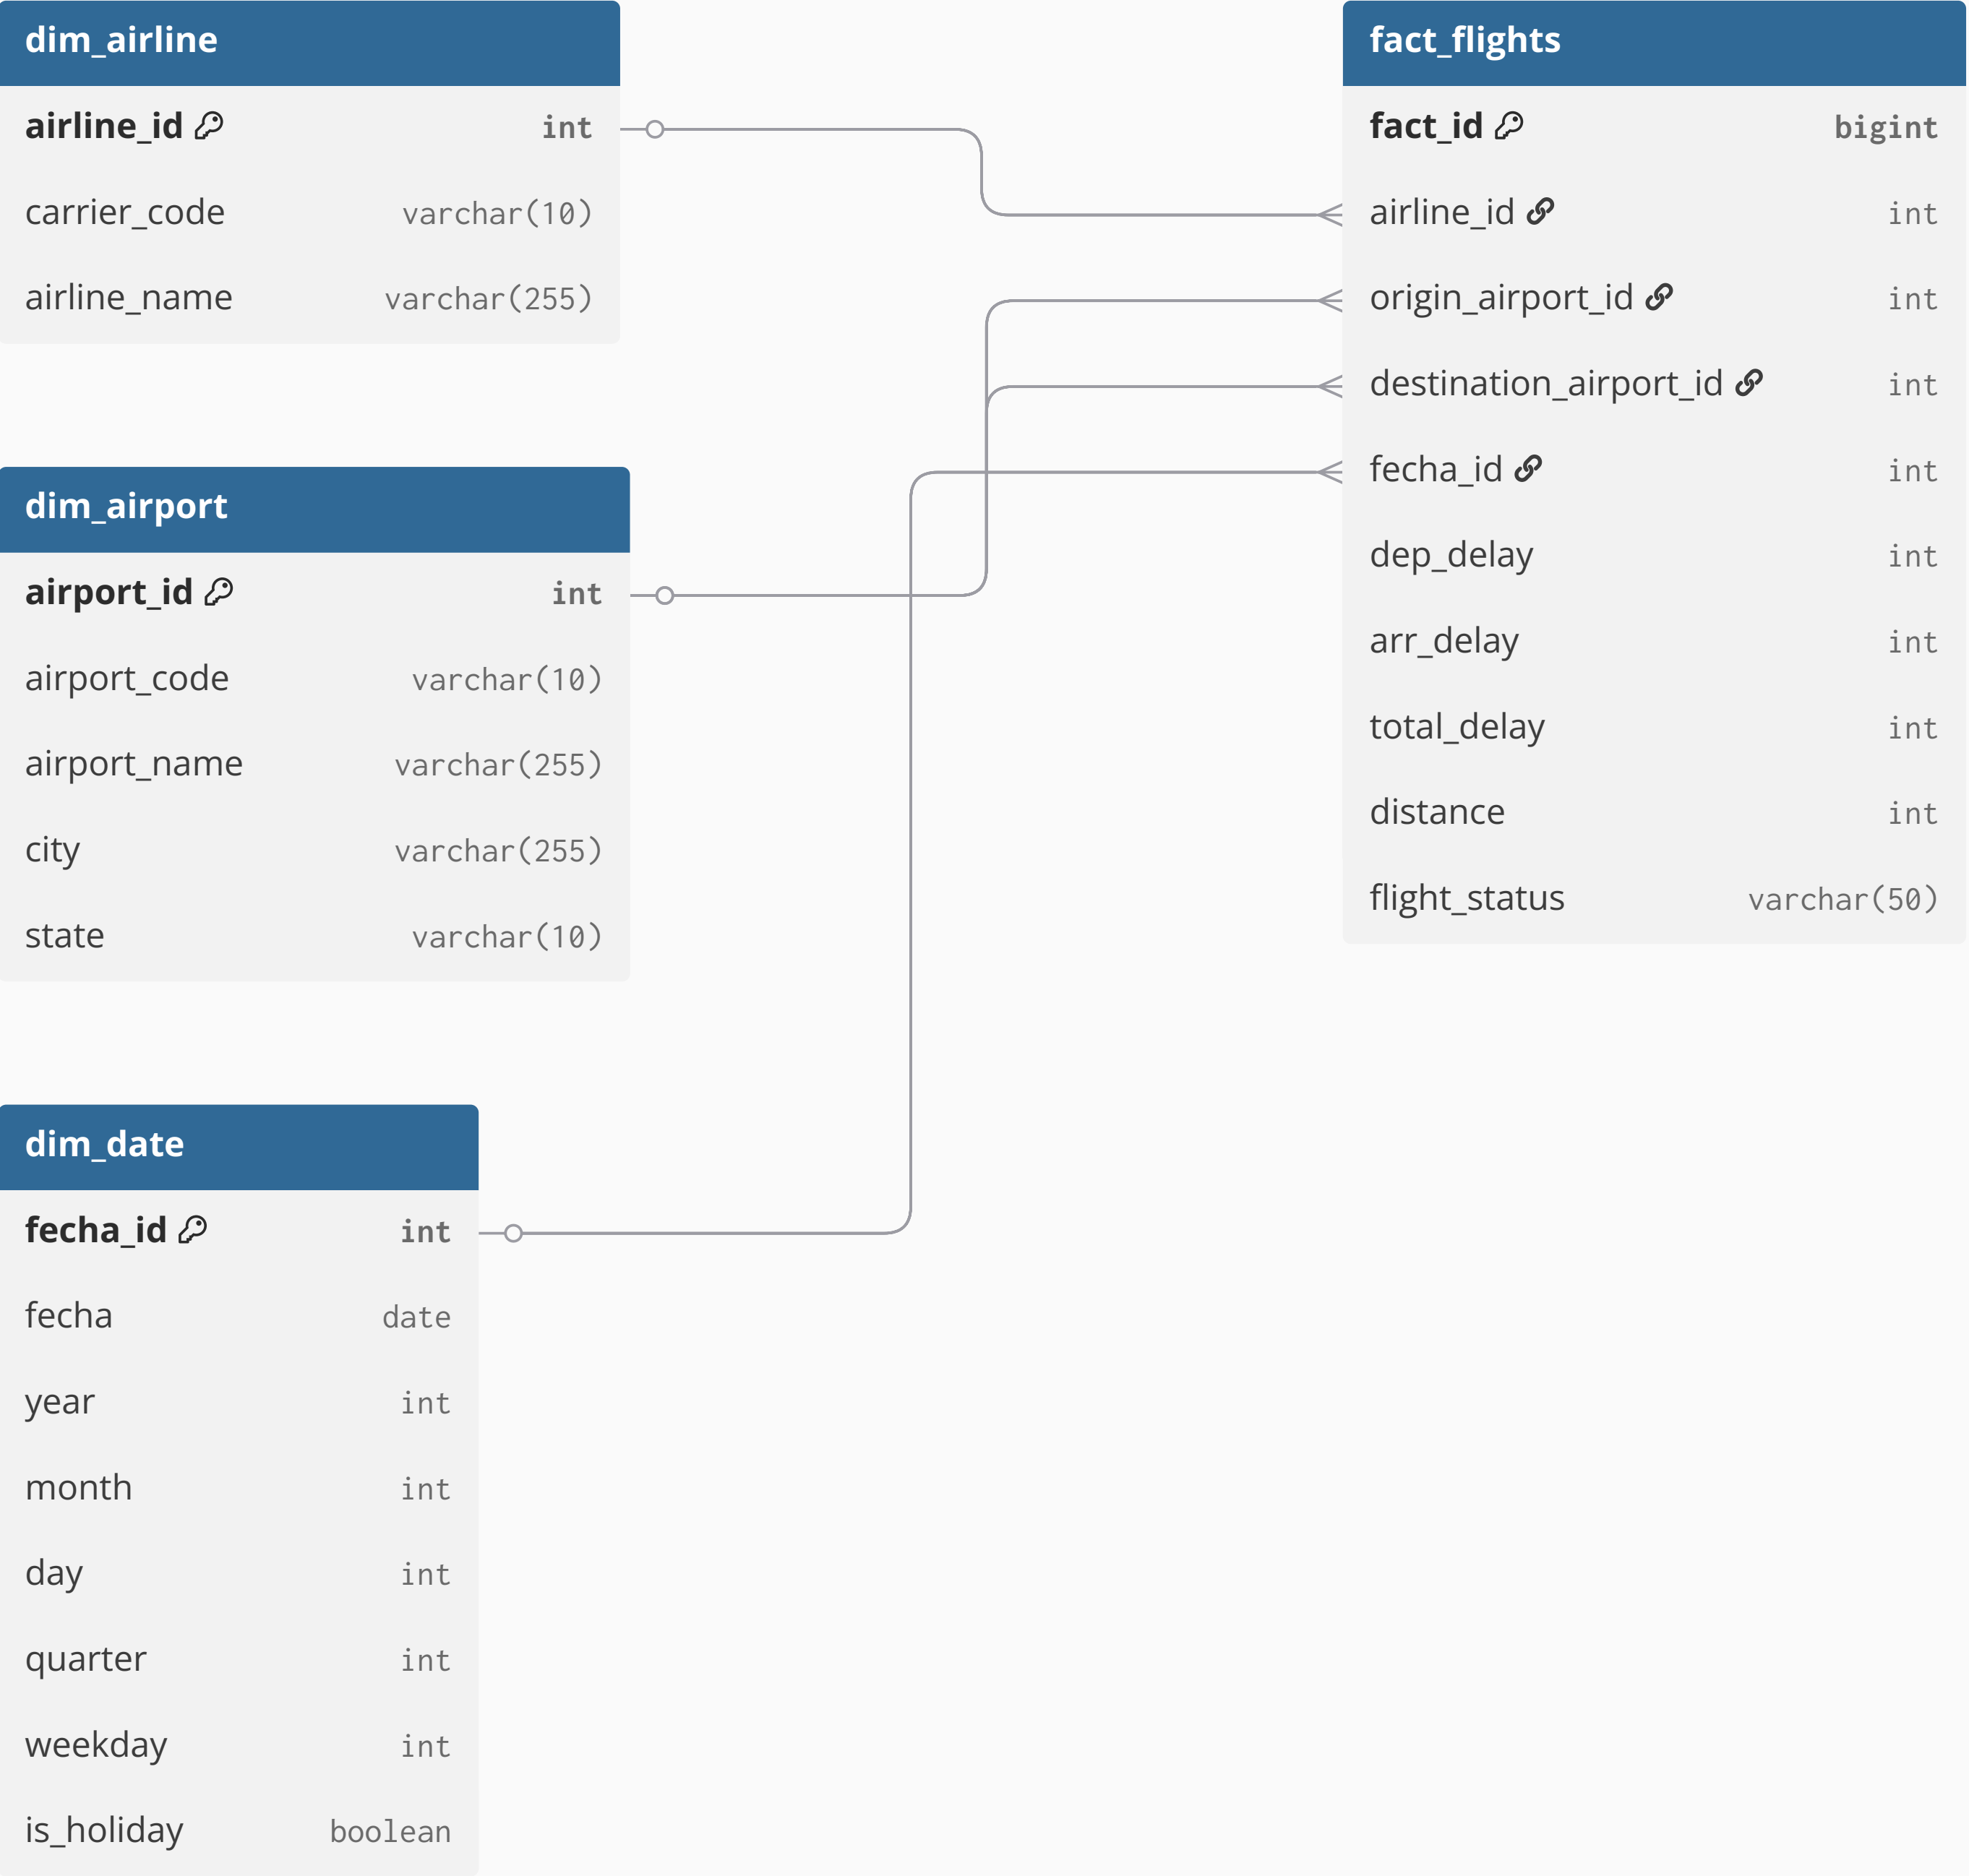 dim_airline
airline_id int
carrier_code varchar(10)
airline_name varchar(255)
dim_airport
airport_id int
airport_code varchar(10)
airport_name varchar(255)
city varchar(255)
state varchar(10)
dim_date
fecha_id int
fecha date
year int
month int
day int
quarter int
weekday int
is_holiday boolean
fact_flights
fact_id bigint
airline_id int
origin_airport_id int
destination_airport_id int
fecha_id int
dep_delay int
arr_delay int
total_delay int
distance int
flight_status varchar(50)